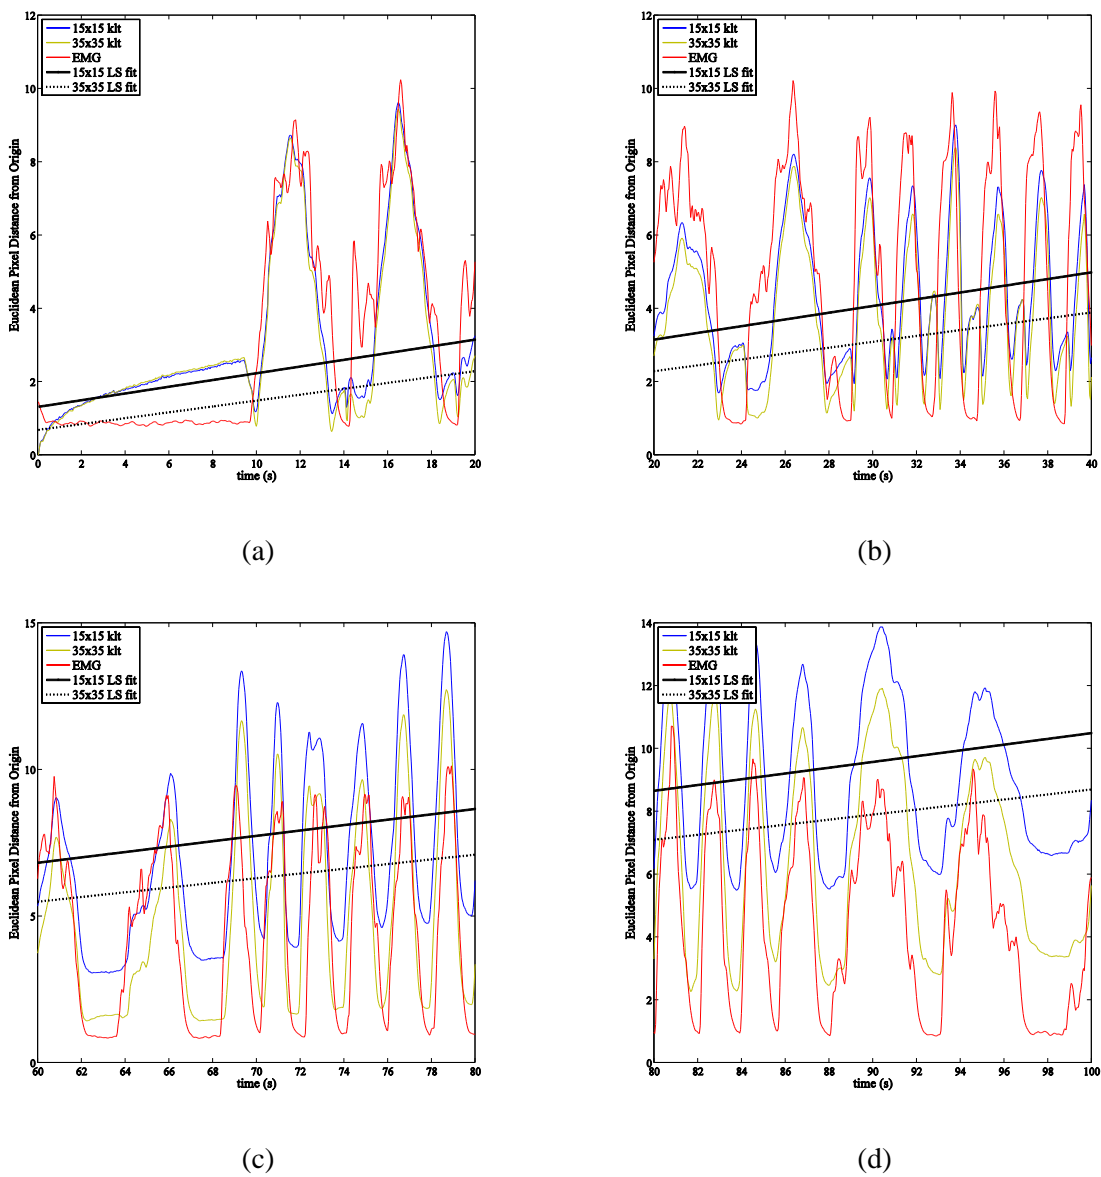 12
10
8
6
4
2
0
Euclidean Pixel Distance from Origin
15x15 klt
35x35 klt
EMG
15x15 LS fit
35x35 LS fit
0 2 4 6 8 10 12 14 16 18 20
time (s)
(a)
12
10
8
6
4
2
0
Euclidean Pixel Distance from Origin
15x15 klt
35x35 klt
EMG
15x15 LS fit
35x35 LS fit
20 22 24 26 28 30 32 34 36 38 40
time (s)
(b)
15
10
5
0
Euclidean Pixel Distance from Origin
15x15 klt
35x35 klt
EMG
15x15 LS fit
35x35 LS fit
60 62 64 66 68 70 72 74 76 78 80
time (s)
(c)
14
12
10
8
6
4
2
0
Euclidean Pixel Distance from Origin
15x15 klt
35x35 klt
EMG
15x15 LS fit
35x35 LS fit
80 82 84 86 88 90 92 94 96 98 100
time (s)
(d)